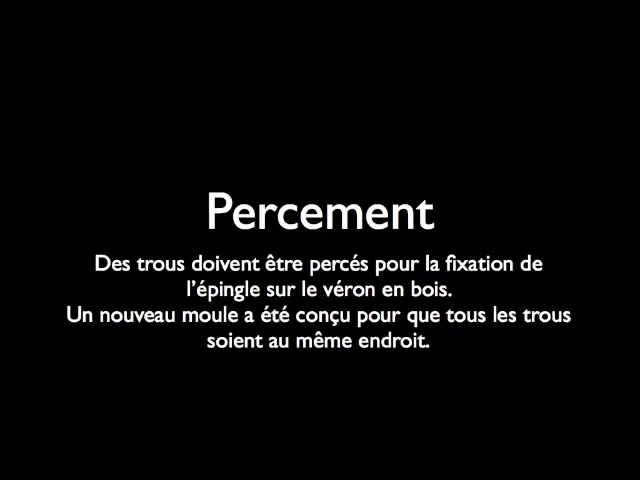 Percement
Des trous doivent être percés pour la fixation de
l’épingle sur le véron en bois.
Un nouveau moule a été conçu pour que tous les trous
soient au même endroit.